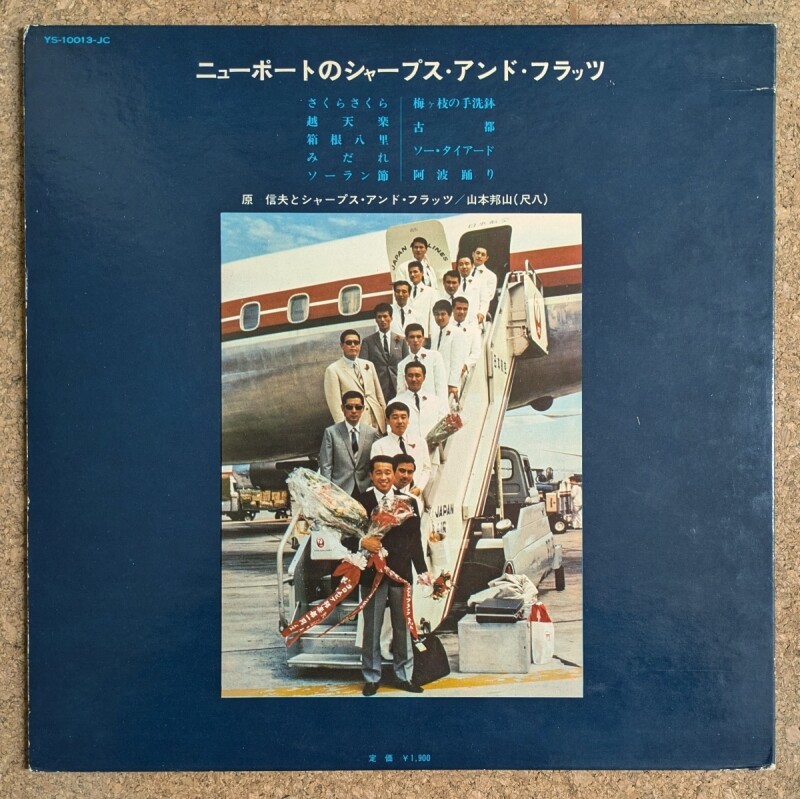 YS-10013-JC
ニューポートのシャープス・アンド・フラッツ
さくらさくら
越天楽
箱根八里
みだれ
ソーラン節
梅ヶ枝の手洗鉢
古都
ソー・タイアード
阿波踊り
原 信夫とシャープス・アンド・フラッツ／山本邦山(尺八)
JAPAN AIR LINES
JAPAN
AIR
定価 ￥1,900